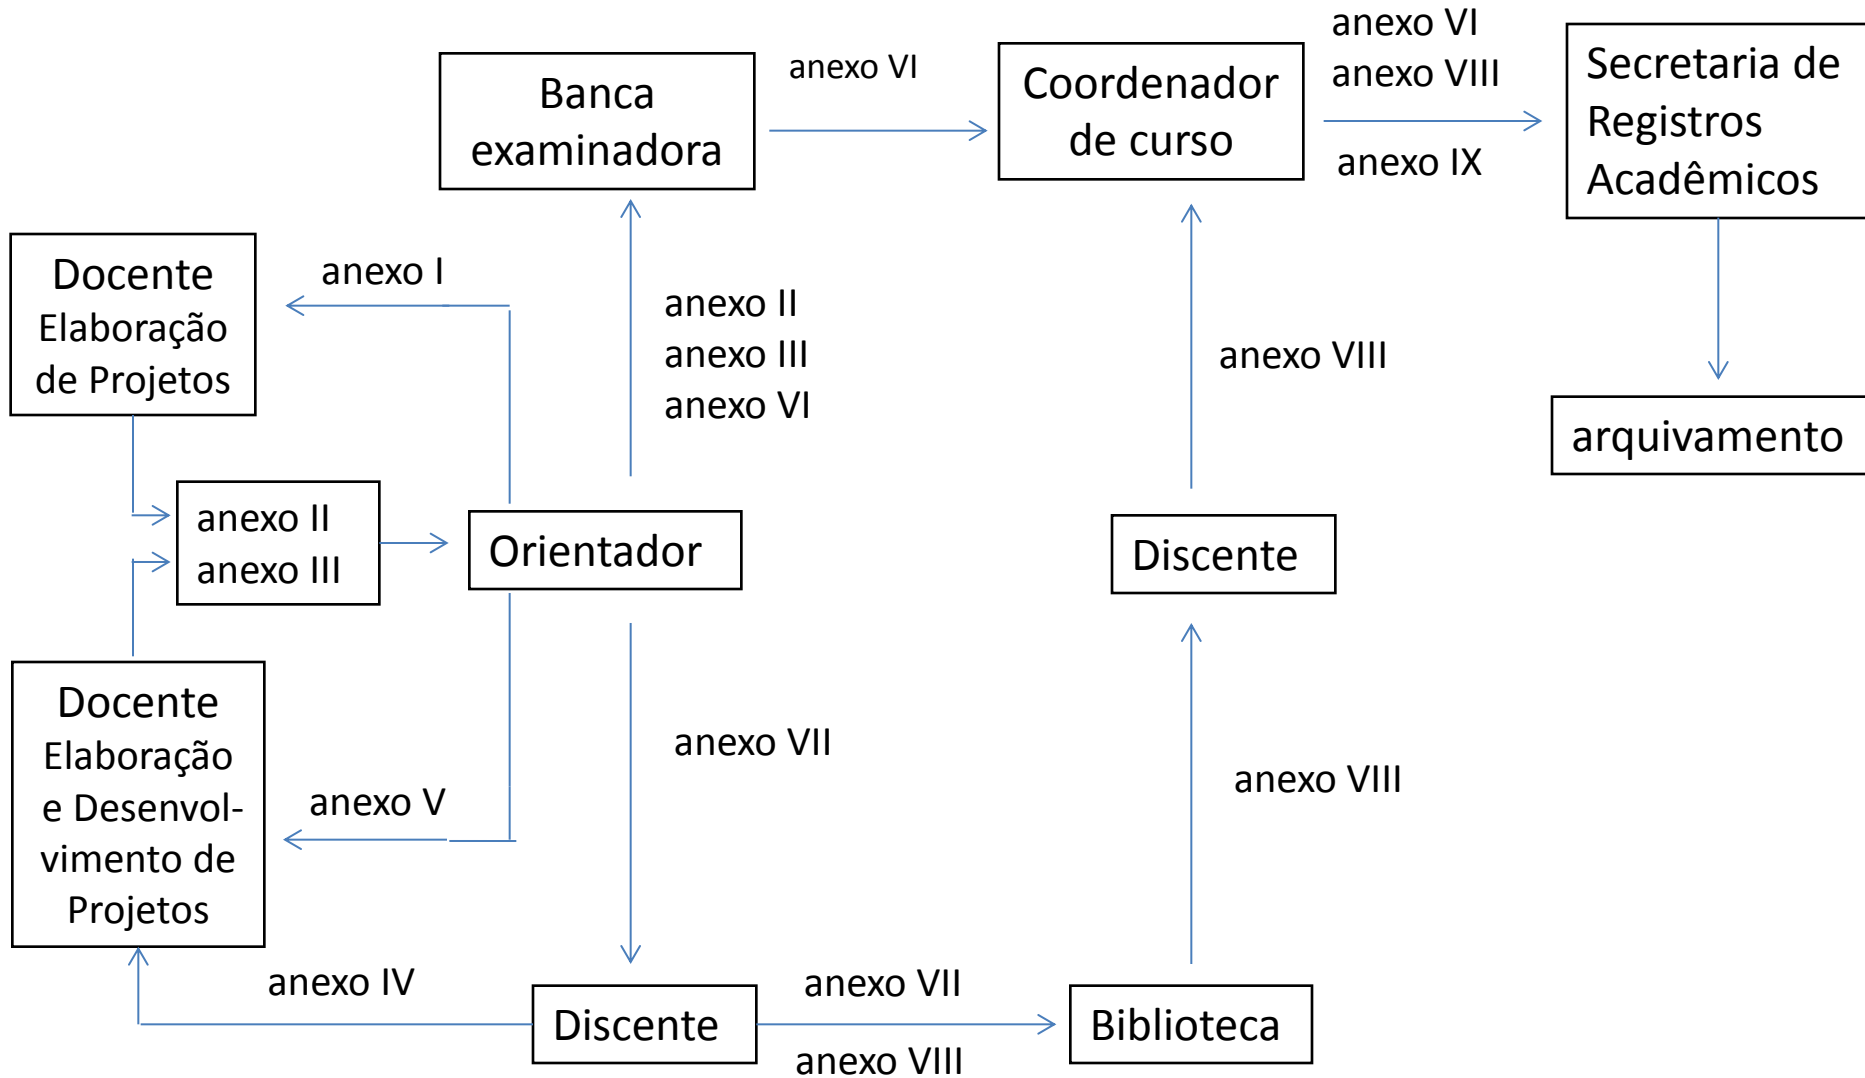 Banca
examinadora
anexo VI
Coordenador
de curso
anexo VI
anexo VIII
anexo IX
Secretaria de
Registros
Acadêmicos
Docente
Elaboração
de Projetos
anexo I
anexo II
anexo III
anexo VI
anexo VIII
arquivamento
anexo II
anexo III
Orientador
Discente
Docente
Elaboração
e Desenvol-
vimento de
Projetos
anexo V
anexo VII
anexo VIII
anexo IV
Discente
anexo VII
anexo VIII
Biblioteca